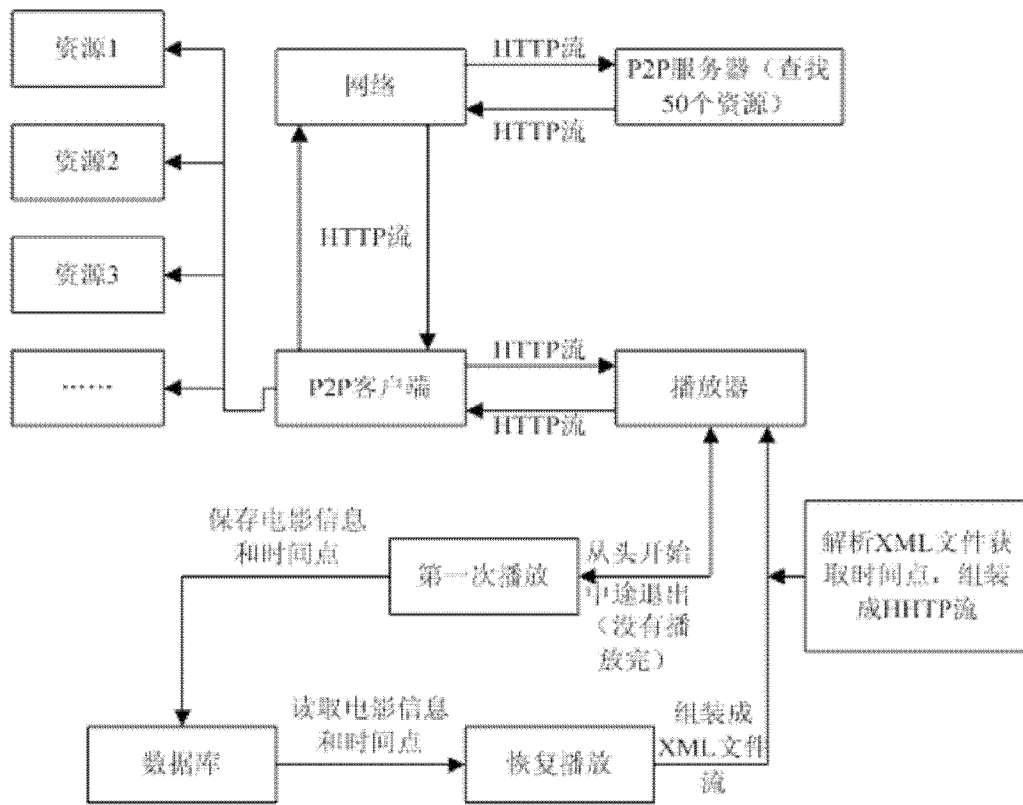 资源1
资源2
资源3
……
网络
HTTP流
HTTP流
P2P服务器（查找
50个资源）
HTTP流
P2P客户端
HTTP流
HTTP流
播放器
保存电影信息
和时间点
第一次播放
从头开始
中途退出
（没有播
放完）
解析XML文件获
取时间点，组装
成HHTP流
数据库
读取电影信息
和时间点
恢复播放
组装成
XML文件
流